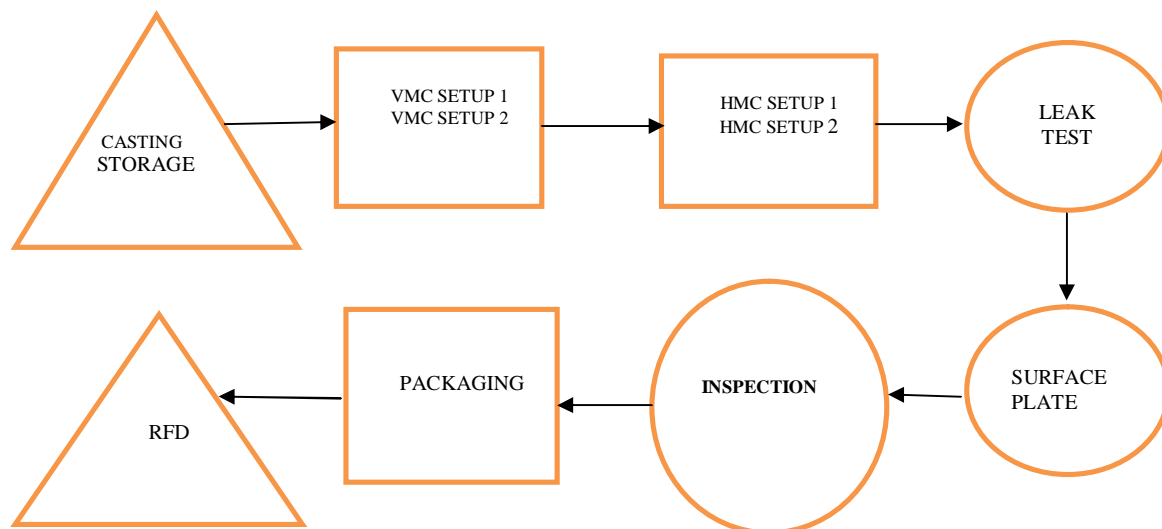 CASTING
STORAGE
VMC SETUP 1
VMC SETUP 2
HMC SETUP 1
HMC SETUP 2
LEAK
TEST
SURFACE
PLATE
INSPECTION
PACKAGING
RFD